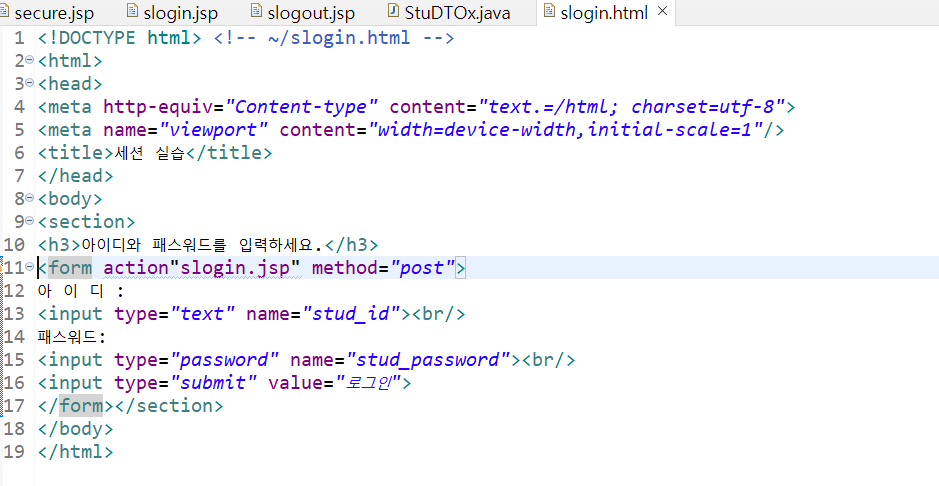 secure.jsp slogin.jsp slogout.jsp StuDTOx.java slogin.html
1 <!DOCTYPE html> <!-- ~/slogin.html -->
2 <html>
3 <head>
4 <meta http-equiv="Content-type" content="text.=/html; charset=utf-8">
5 <meta name="viewport" content="width=device-width,initial-scale=1"/>
6 <title>세션 실습</title>
7 </head>
8 <body>
9 <section>
10 <h3>아이디와 패스워드를 입력하세요.</h3>
11 <form action"slogin.jsp" method="post">
12 아 이 디 :
13 <input type="text" name="stud_id"><br/>
14 패스워드:
15 <input type="password" name="stud_password"><br/>
16 <input type="submit" value="로그인">
17 </form></section>
18 </body>
19 </html>